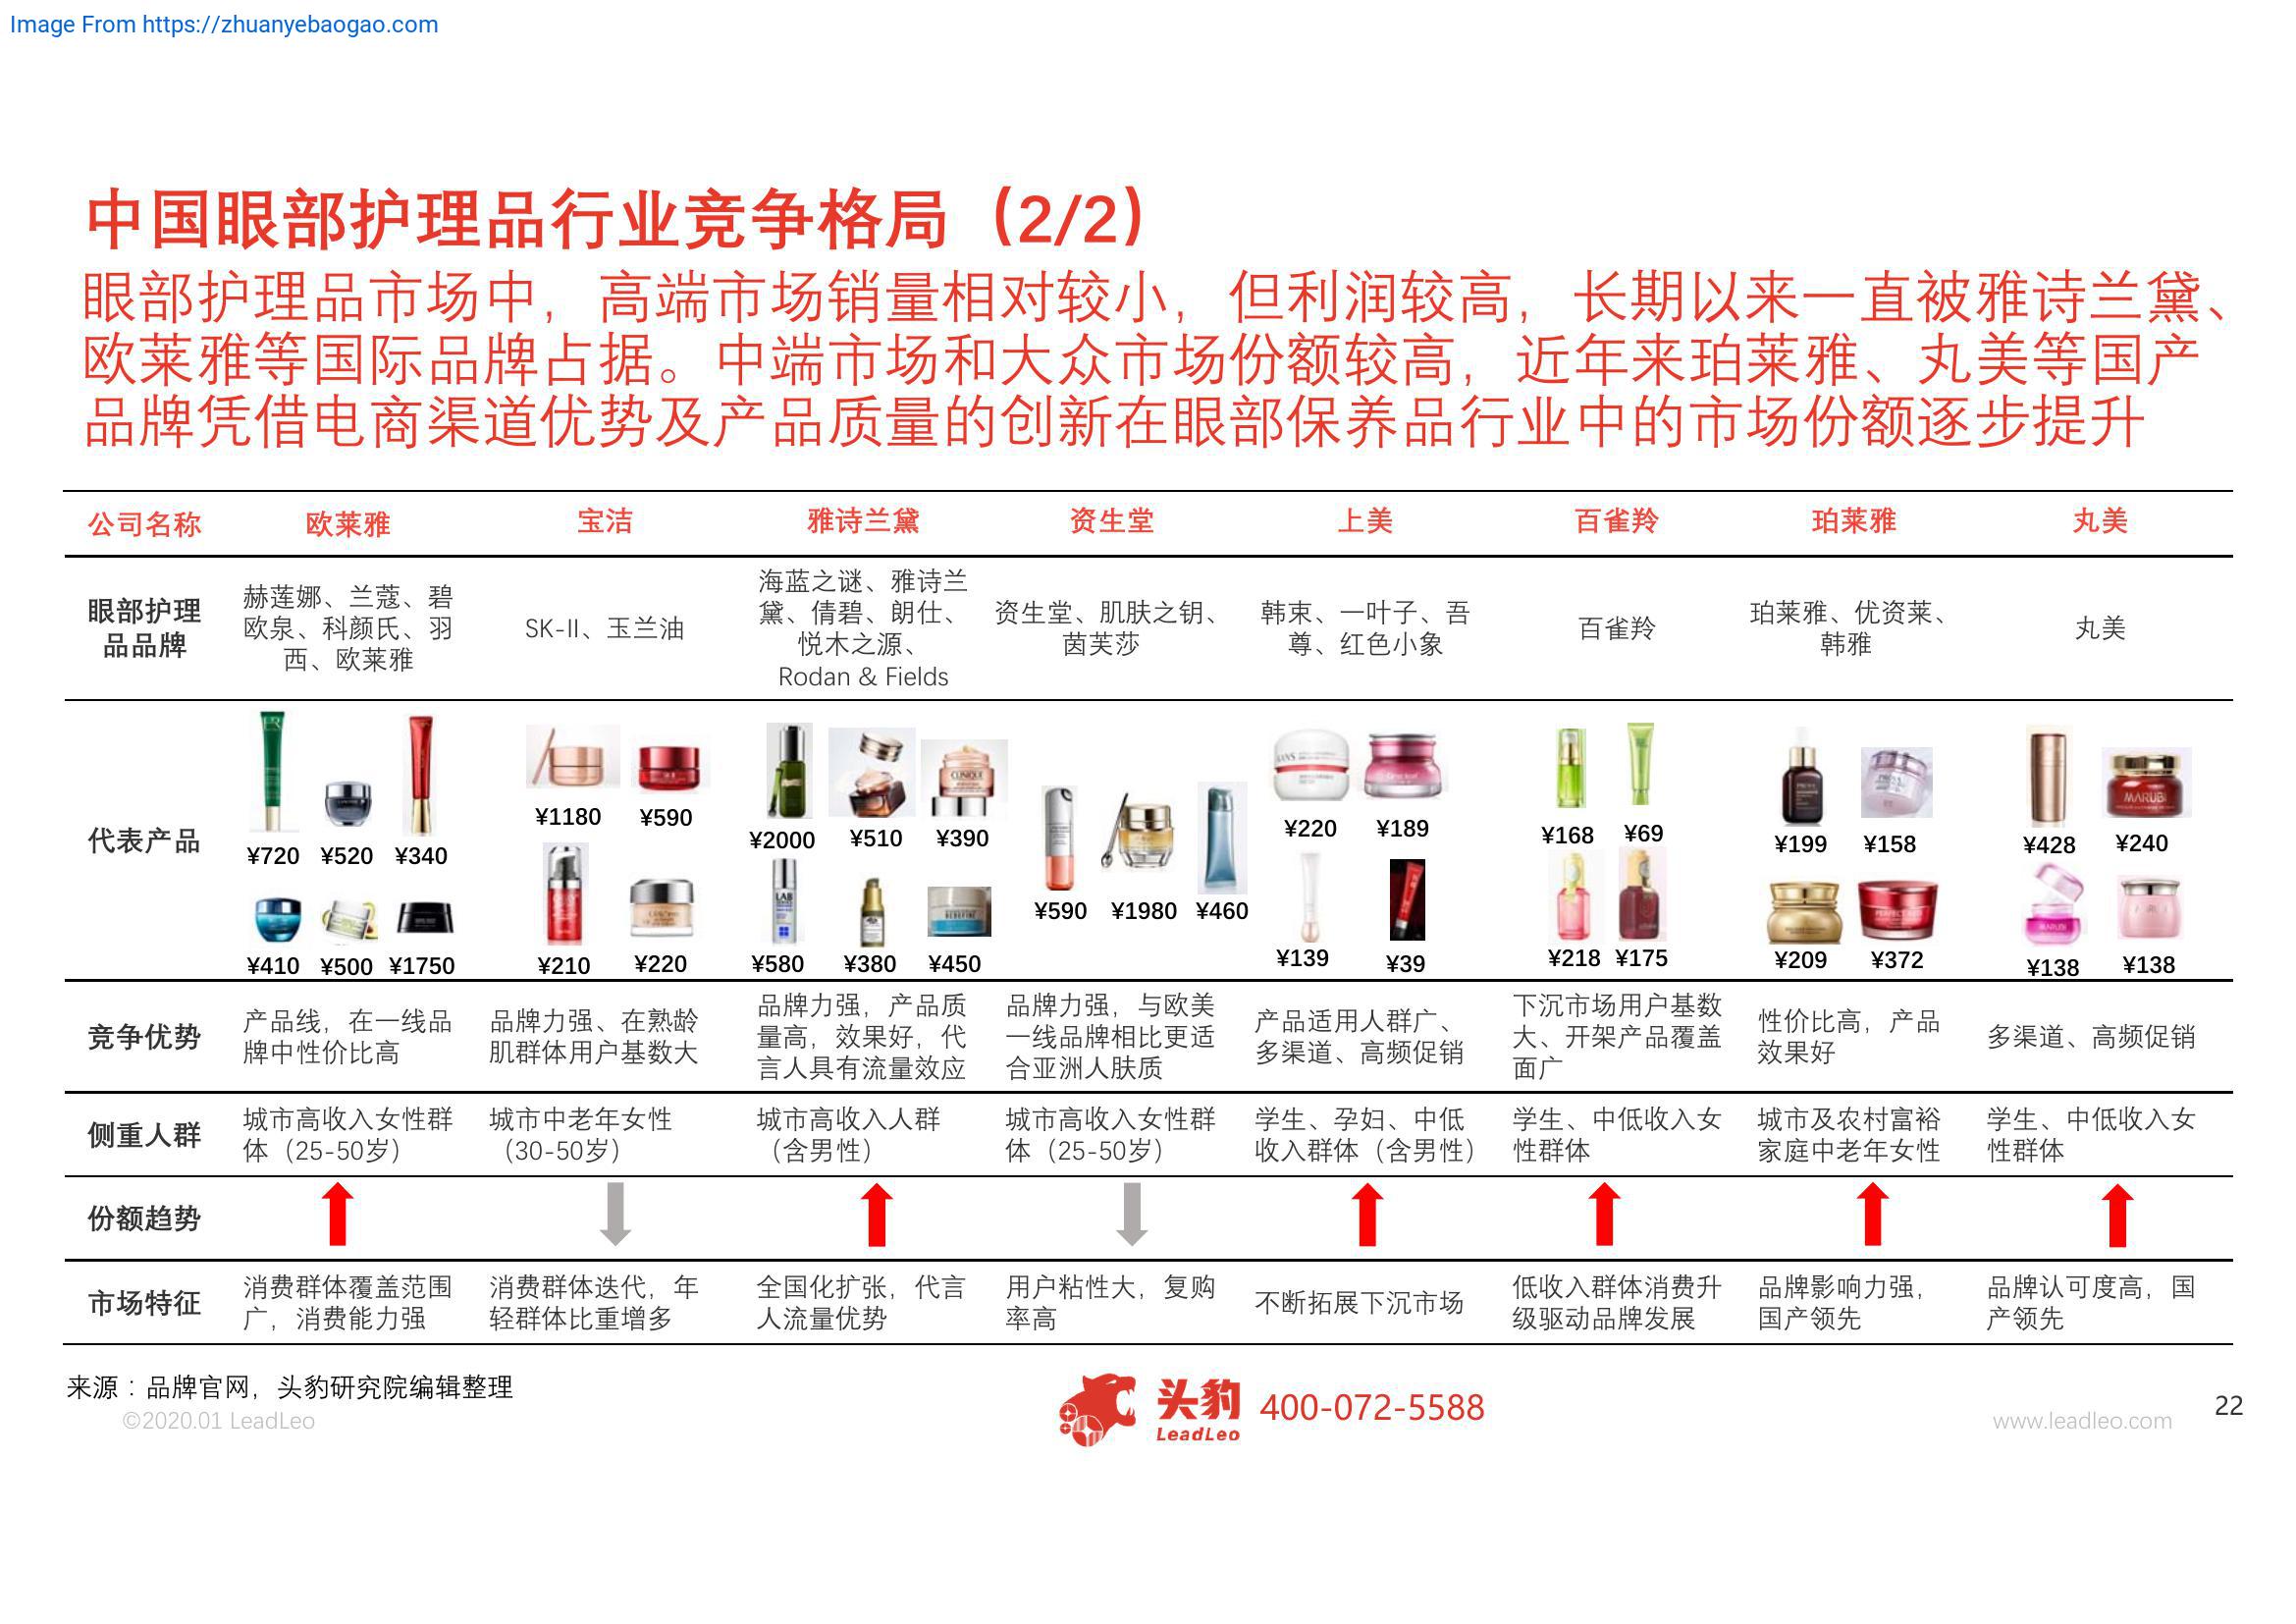 Image From https://zhuanyebaogao.com
中国眼部护理品行业竞争格局（2/2）
眼部护理品市场中，高端市场销量相对较小，但利润较高，长期以来一直被雅诗兰黛、
欧莱雅等国际品牌占据。中端市场和大众市场份额较高，近年来珀莱雅、丸美等国产
品牌凭借电商渠道优势及产品质量的创新在眼部保养品行业中的市场份额逐步提升
公司名称 欧莱雅 宝洁 雅诗兰黛 资生堂 上美 百雀羚 珀莱雅 丸美
眼部护理
品品牌
赫莲娜、兰蔻、碧
欧泉、科颜氏、羽
西、欧莱雅
SK-II、玉兰油
海蓝之谜、雅诗兰
黛、倩碧、朗仕、
悦木之源、
Rodan & Fields
资生堂、肌肤之钥、
茵芙莎
韩束、一叶子、吾
尊、红色小象
百雀羚
珀莱雅、优资莱、
韩雅
丸美
代表产品
¥720 ¥520 ¥340
¥410 ¥500 ¥1750
¥1180 ¥590
¥210 ¥220
CLINIQUE
¥2000 ¥510 ¥390
LAB
¥580 ¥380 ¥450
¥590 ¥1980 ¥460
¥220 ¥189
¥139 ¥39
¥168 ¥69
¥218 ¥175
¥199 ¥158
¥209 ¥372
MARUBI
¥428 ¥240
¥138 ¥138
竞争优势
产品线，在一线品
牌中性价比高
品牌力强、在熟龄
肌群体用户基数大
品牌力强，产品质
量高，效果好，代
言人具有流量效应
品牌力强，与欧美
一线品牌相比更适
合亚洲人肤质
产品适用人群广、
多渠道、高频促销
下沉市场用户基数
大、开架产品覆盖
面广
性价比高，产品
效果好
多渠道、高频促销
侧重人群
城市高收入女性群
体（25-50岁）
城市中老年女性
（30-50岁）
城市高收入人群
（含男性）
城市高收入女性群
体（25-50岁）
学生、孕妇、中低
收入群体（含男性）
学生、中低收入女
性群体
城市及农村富裕
家庭中老年女性
学生、中低收入女
性群体
份额趋势
市场特征
消费群体覆盖范围
广，消费能力强
消费群体迭代，年
轻群体比重增多
全国化扩张，代言
人流量优势
用户粘性大，复购
率高
不断拓展下沉市场
低收入群体消费升
级驱动品牌发展
品牌影响力强，
国产领先
品牌认可度高，国
产领先
来源：品牌官网，头豹研究院编辑整理
©2020.01 LeadLeo
头豹
LeadLeo
400-072-5588
www.leadleo.com
22